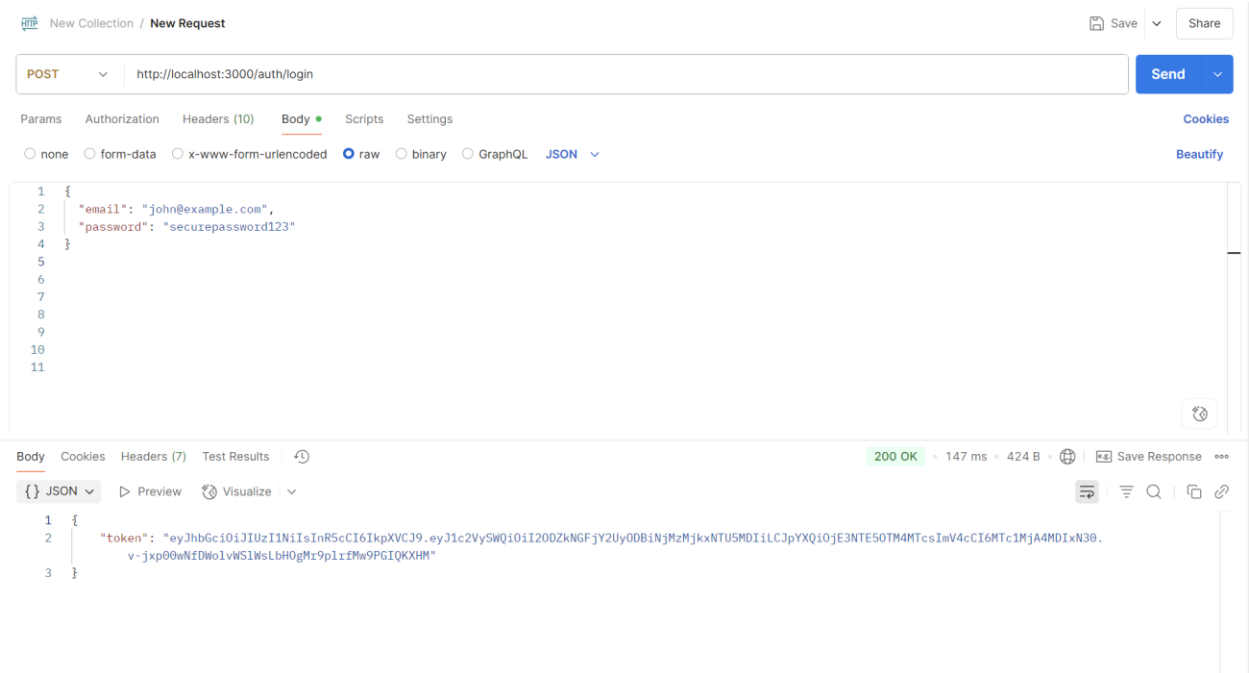 HTTP New Collection / New Request Save Share
POST http://localhost:3000/auth/login Send
Params Authorization Headers (10) Body Scripts Settings Cookies
none form-data x-www-form-urlencoded raw binary GraphQL JSON Beautify
1 {
2 "email": "john@example.com",
3 "password": "securepassword123"
4 }
5
6
7
8
9
10
11
Body Cookies Headers (7) Test Results 200 OK • 147 ms • 424 B • e.g. Save Response
{} JSON Preview Visualize
1 {
2 "token": "eyJhbGciOiJIUzI1NiIsInR5cCI6IkpXVCJ9.eyJ1c2VySWQiOiI2ODZkNGFjY2UyODBiNjMzMjkxNTU5MDIiLCJpYXQiOjE3NTE5OTM4MTcsImV4cCI6MTc1MjA4MDIxN30.
v-jxp00wNfDWolvWSlWsLbHOgMr9plrfMw9PGIQKXHM"
3 }